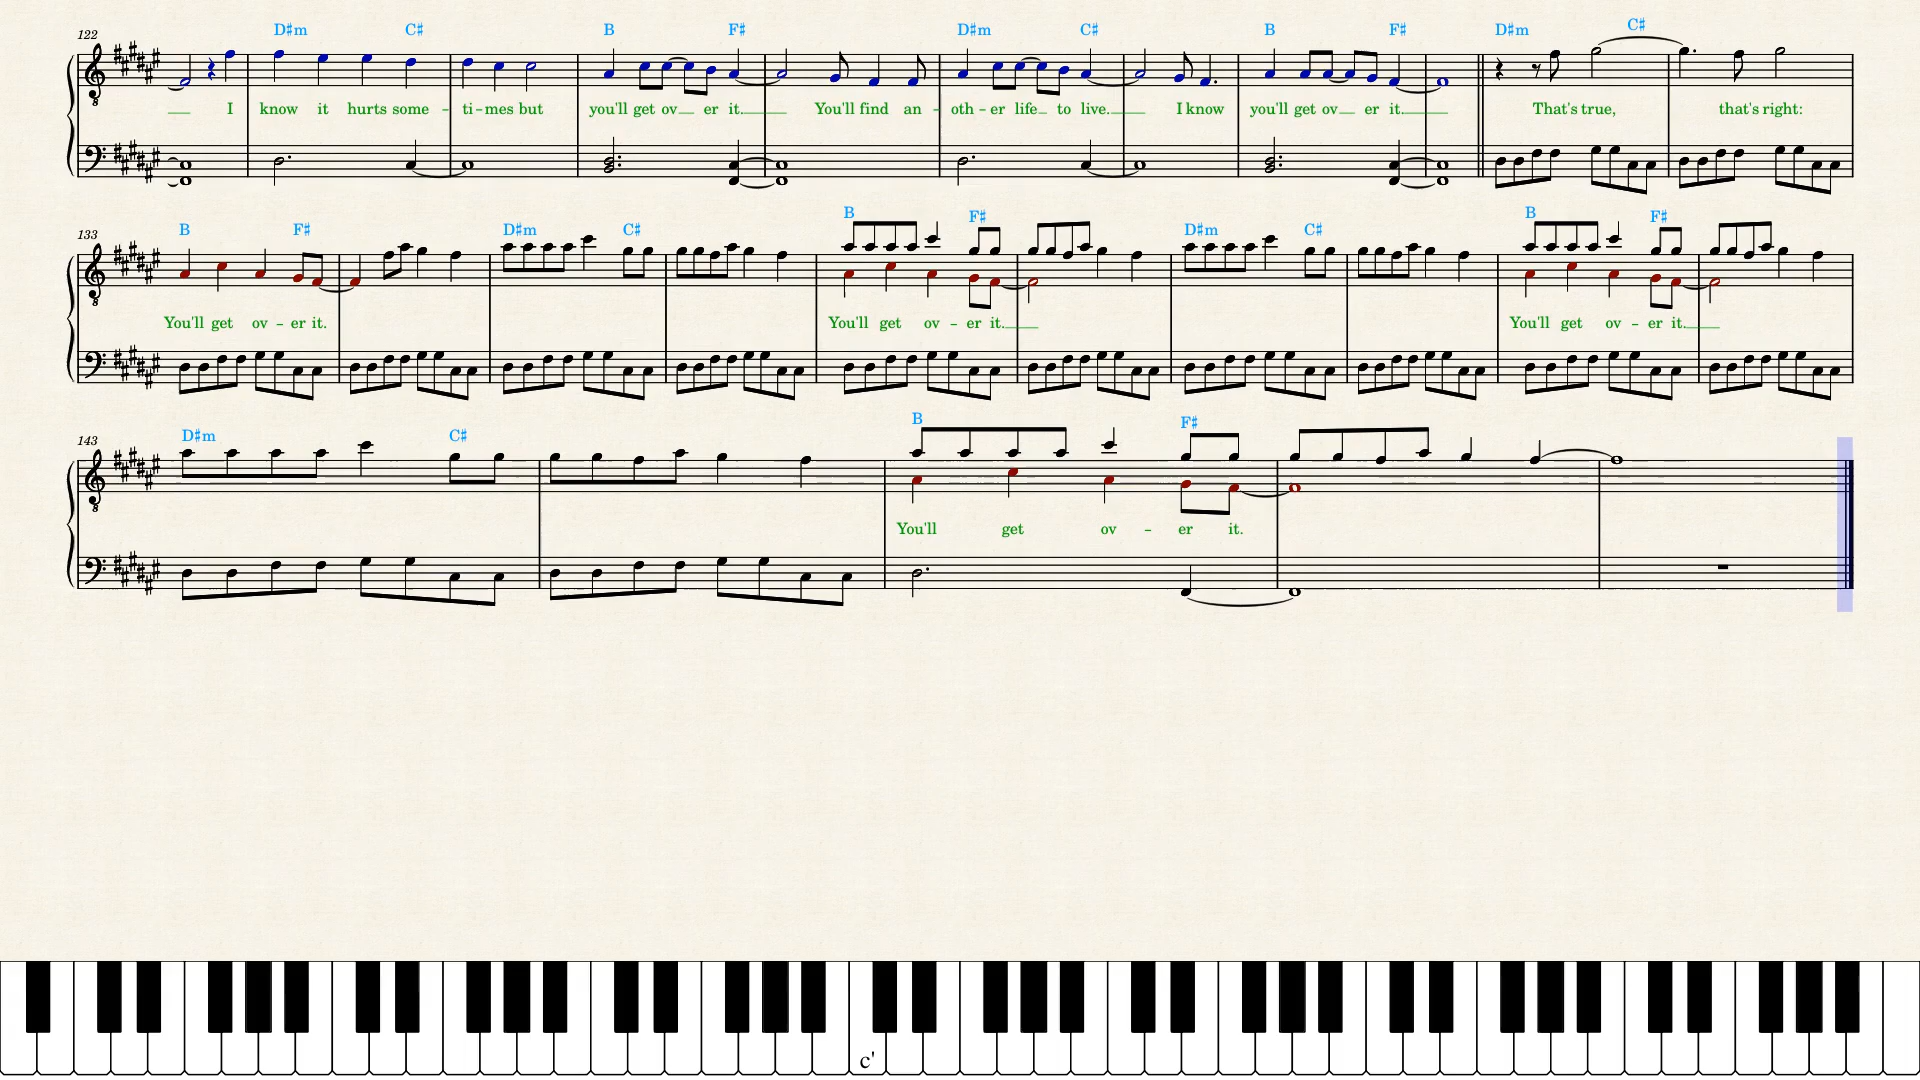 122 D♯m C♯ B F♯ D♯m C♯ B F♯ D♯m C♯
I know it hurts some - ti - mes but you'll get ov er it. You'll find an - oth - er life to live. I know you'll get ov er it. That's true, that's right:
133 B F♯ D♯m C♯ B F♯ D♯m C♯ B F♯
You'll get ov - er it. You'll get ov - er it. You'll get ov - er it.
143 D♯m C♯ B F♯
You'll get ov - er it.
c'